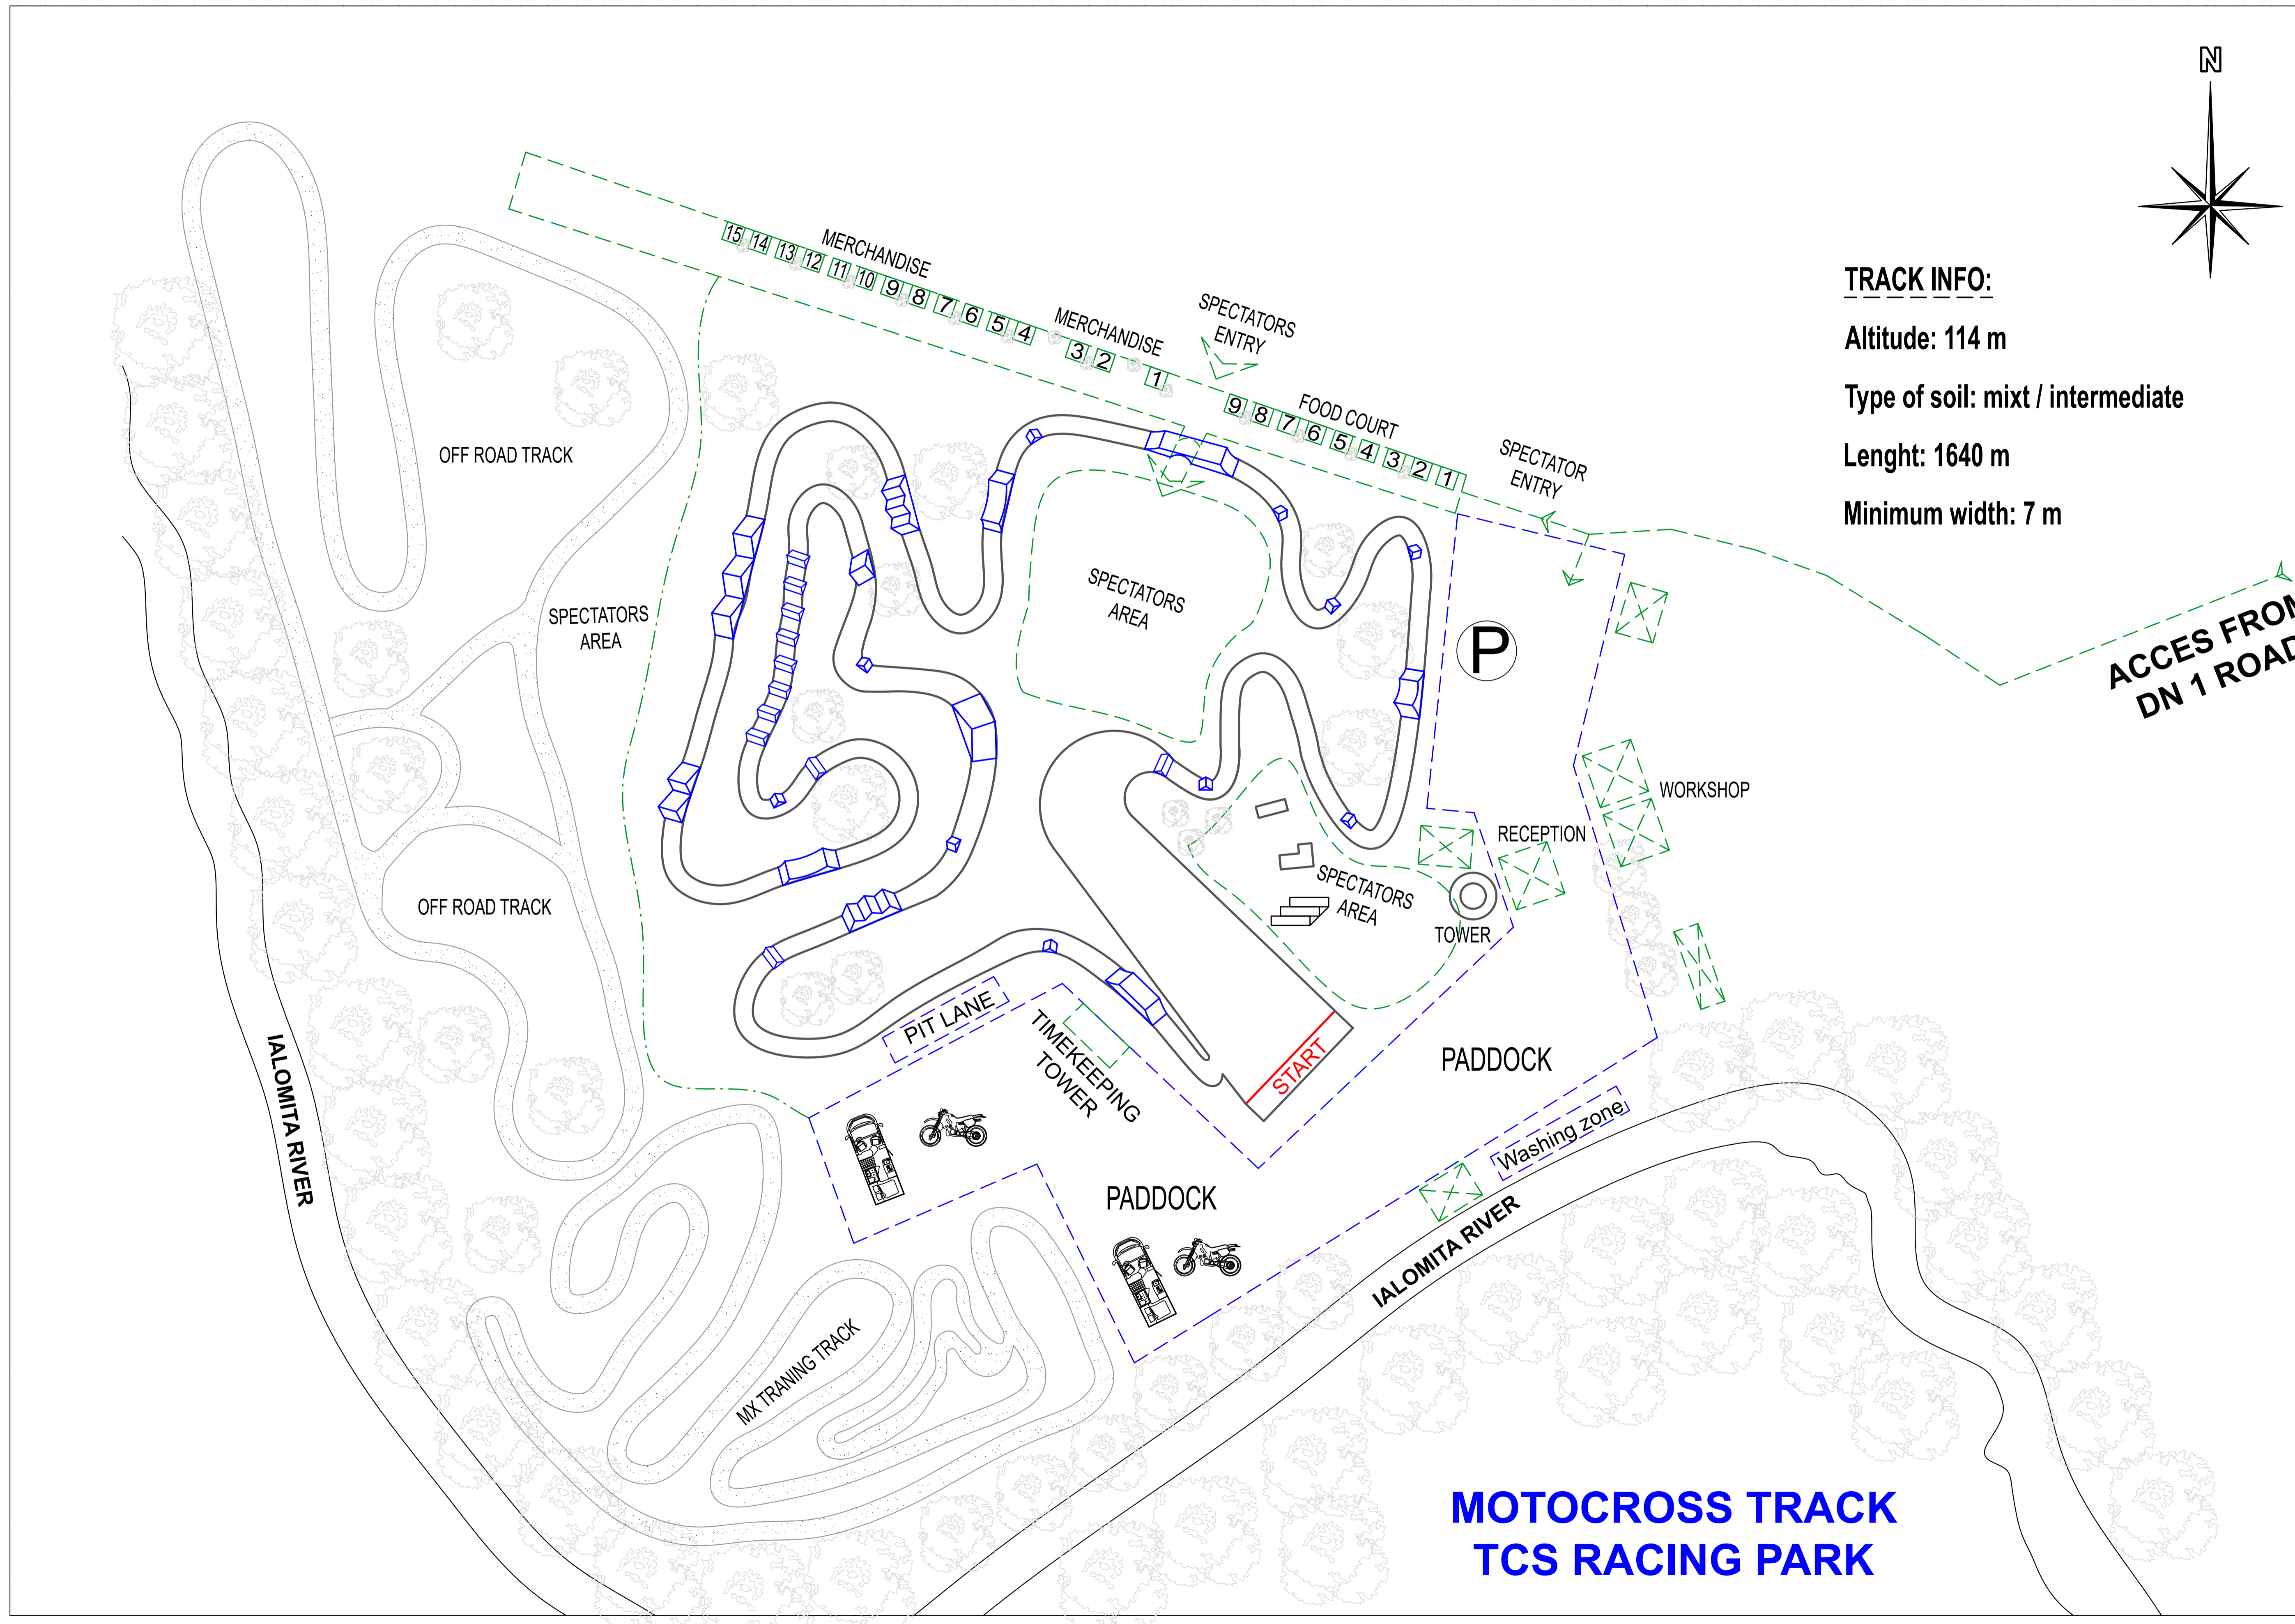 N
TRACK INFO:
Altitude: 114 m
Type of soil: mixt / intermediate
Lenght: 1640 m
Minimum width: 7 m
15 14 13 12 11 10 9 8 7 6 5 4
MERCHANDISE
3 2
1
MERCHANDISE
SPECTATORS
ENTRY
9 8 7 6 5 4 3 2 1
FOOD COURT
SPECTATOR
ENTRY
OFF ROAD TRACK
SPECTATORS
AREA
SPECTATORS
AREA
P
ACCES FROM
DN 1 ROAD
WORKSHOP
RECEPTION
SPECTATORS
AREA
TOWER
OFF ROAD TRACK
PIT LANE
TIMEKEEPING
TOWER
START
PADDOCK
IALOMITA RIVER
Washing zone
PADDOCK
IALOMITA RIVER
MX TRANING TRACK
MOTOCROSS TRACK
TCS RACING PARK